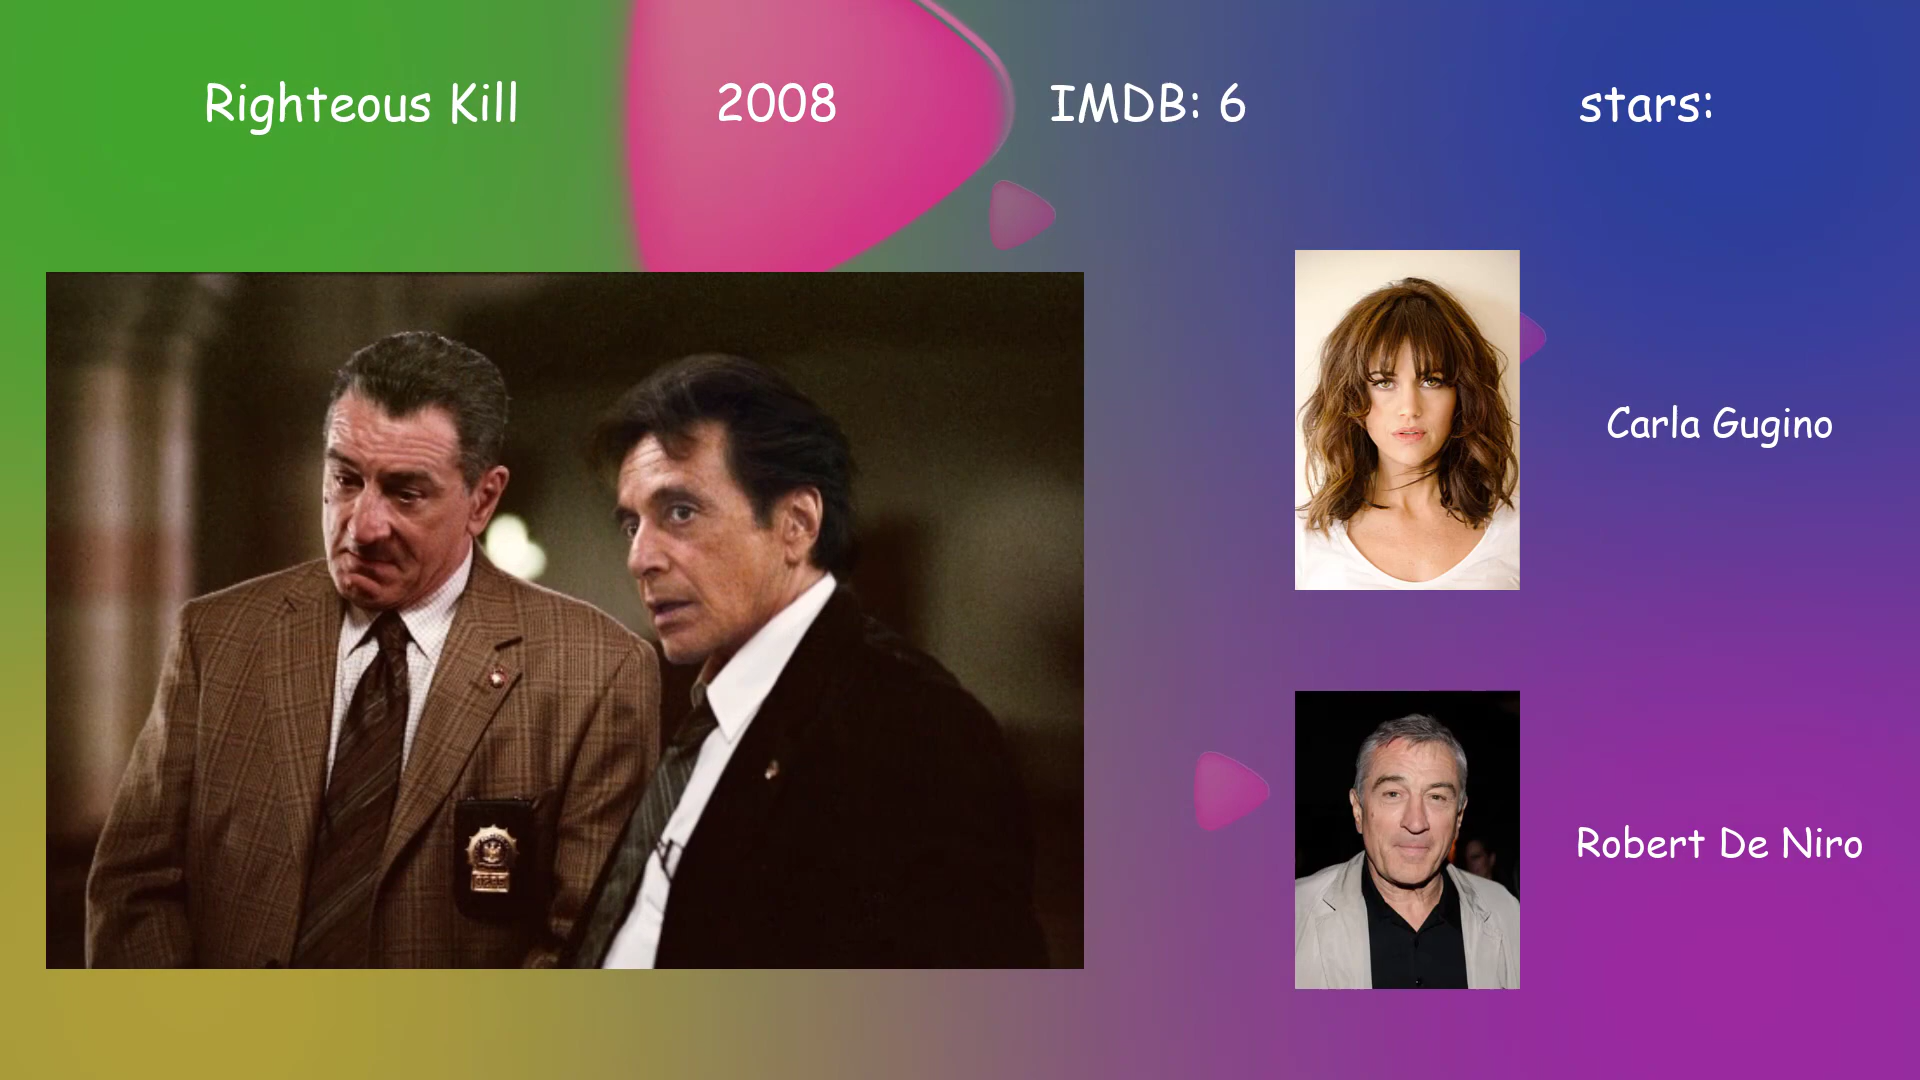 Righteous Kill
2008
IMDB: 6
stars:
Carla Gugino
Robert De Niro